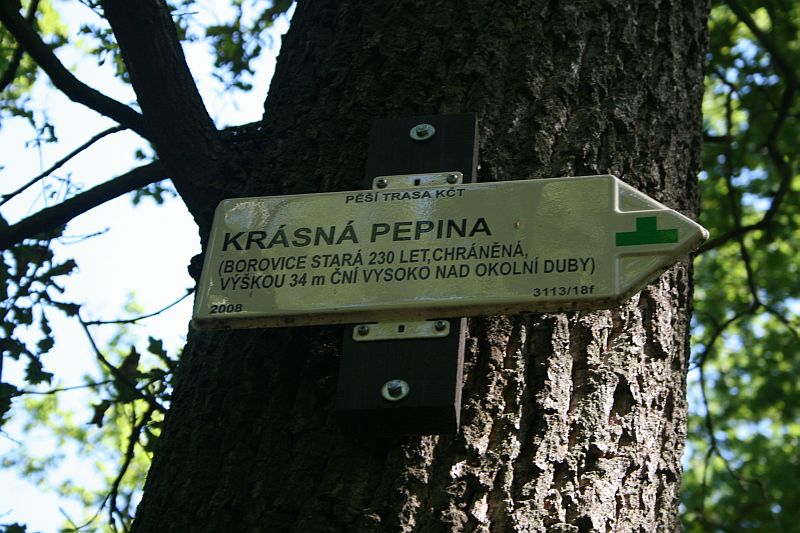 PĚŠÍ TRASA KČT
KRÁSNÁ PEPINA
(BOROVICE STARÁ 230 LET,CHRÁNĚNÁ,
VÝŠKOU 34 m ČNÍ VYSOKO NAD OKOLNÍ DUBY)
2008 3113/18f